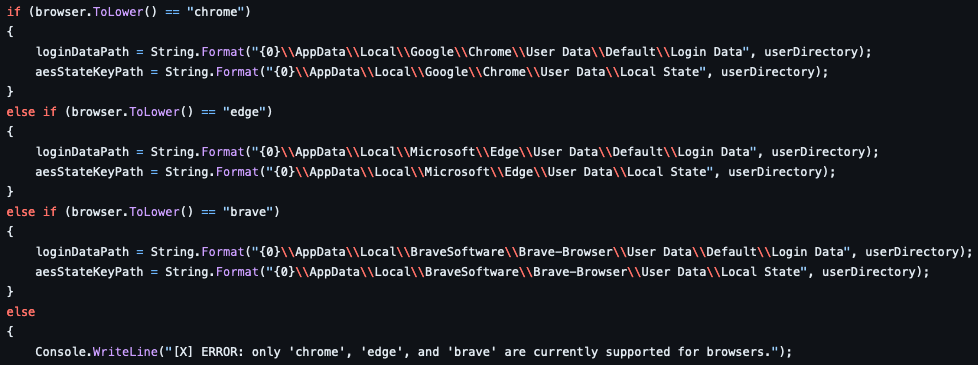 if (browser.ToLower() == "chrome")
{
    loginDataPath = String.Format("{0}\\AppData\\Local\\Google\\Chrome\\User Data\\Default\\Login Data", userDirectory);
    aesStateKeyPath = String.Format("{0}\\AppData\\Local\\Google\\Chrome\\User Data\\Local State", userDirectory);
}
else if (browser.ToLower() == "edge")
{
    loginDataPath = String.Format("{0}\\AppData\\Local\\Microsoft\\Edge\\User Data\\Default\\Login Data", userDirectory);
    aesStateKeyPath = String.Format("{0}\\AppData\\Local\\Microsoft\\Edge\\User Data\\Local State", userDirectory);
}
else if (browser.ToLower() == "brave")
{
    loginDataPath = String.Format("{0}\\AppData\\Local\\BraveSoftware\\Brave-Browser\\User Data\\Default\\Login Data", userDirectory);
    aesStateKeyPath = String.Format("{0}\\AppData\\Local\\BraveSoftware\\Brave-Browser\\User Data\\Local State", userDirectory);
}
else
{
    Console.WriteLine("[X] ERROR: only 'chrome', 'edge', and 'brave' are currently supported for browsers.");